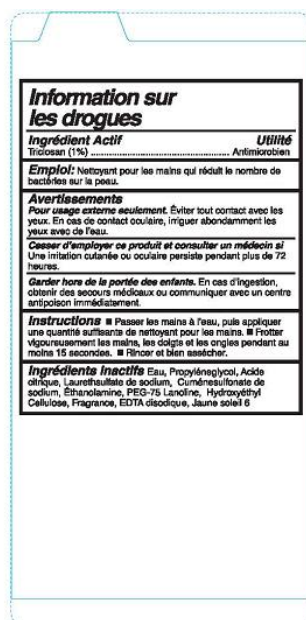 Information sur
les drogues
Ingrédient Actif Utilité
Triclosan (1%) ........................................ Antimicrobien
Emploi: Nettoyant pour les mains qui réduit le nombre de
bactéries sur la peau.
Avertissements
Pour usage externe seulement. Éviter tout contact avec les
yeux. En cas de contact oculaire, irriguer abondamment les
yeux avec de l'eau.
Cesser d'employer ce produit et consulter un médecin si
Une irritation cutanée ou oculaire persiste pendant plus de 72
heures.
Garder hors de la portée des enfants. En cas d'ingestion,
obtenir des secours médicaux ou communiquer avec un centre
antipoison immédiatement.
Instructions ■ Passer les mains à l'eau, puis appliquer
une quantité suffisante de nettoyant pour les mains. ■ Frotter
vigoureusement les mains, les doigts et les ongles pendant au
moins 15 secondes. ■ Rincer et bien assécher.
Ingrédients inactifs Eau, Propylèneglycol, Acide
citrique, Laurethsulfate de sodium, Cumènesulfonate de
sodium, Éthanolamine, PEG-75 Lanoline, Hydroxyéthyl
Cellulose, Fragrance, EDTA disodique, Jaune soleil 6